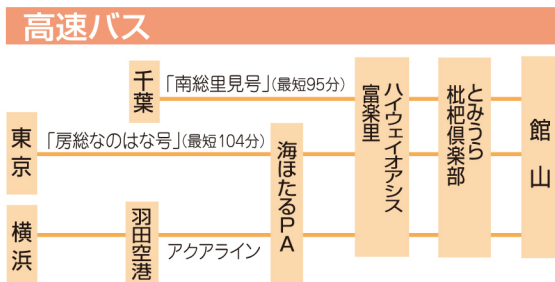 高速バス
千葉
「南総里見号」(最短95分)
東京
「房総なのはな号」(最短104分)
横浜
羽田空港
アクアライン
海ほたるPA
ハイウェイオアシス
富楽里
とみうら
枇杷倶楽部
館山